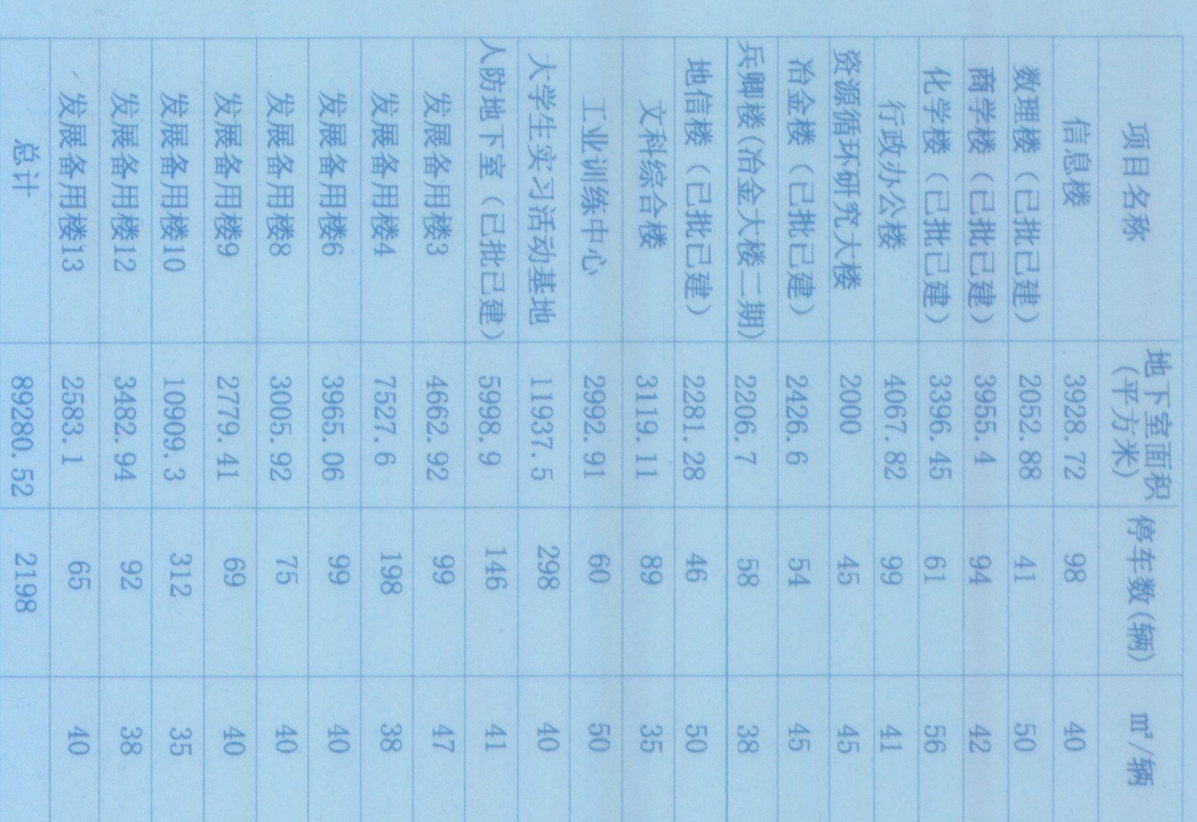 项目名称 地下室面积(平方米) 停车数(辆) ㎡/辆
信息楼 3928.72 98 40
数理楼（已批已建） 2052.88 41 50
商学楼（已批已建） 3955.4 94 42
化学楼（已批已建） 3396.45 61 56
行政办公楼 4067.82 99 41
资源循环研究大楼 2000 45 45
冶金楼（已批已建） 2426.6 54 45
兵卿楼(冶金大楼二期) 2206.7 58 38
地信楼（已批已建） 2281.28 46 50
文科综合楼 3119.11 89 35
工业训练中心 2992.91 60 50
大学生实习活动基地 11937.5 298 40
人防地下室（已批已建） 5998.9 146 41
发展备用楼3 4662.92 99 47
发展备用楼4 7527.6 198 38
发展备用楼6 3965.06 99 40
发展备用楼8 3005.92 75 40
发展备用楼9 2779.41 69 40
发展备用楼10 10909.3 312 35
发展备用楼12 3482.94 92 38
发展备用楼13 2583.1 65 40
总计 89280.52 2198